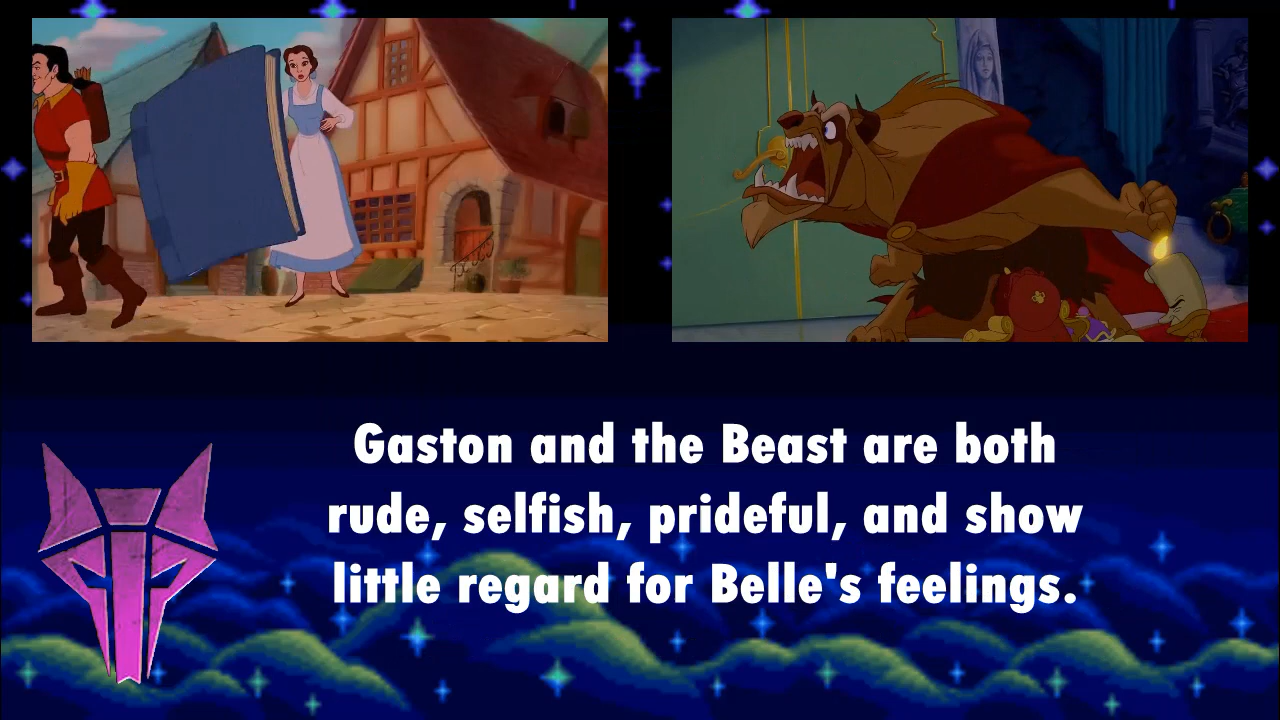 Gaston and the Beast are both
rude, selfish, prideful, and show
little regard for Belle's feelings.